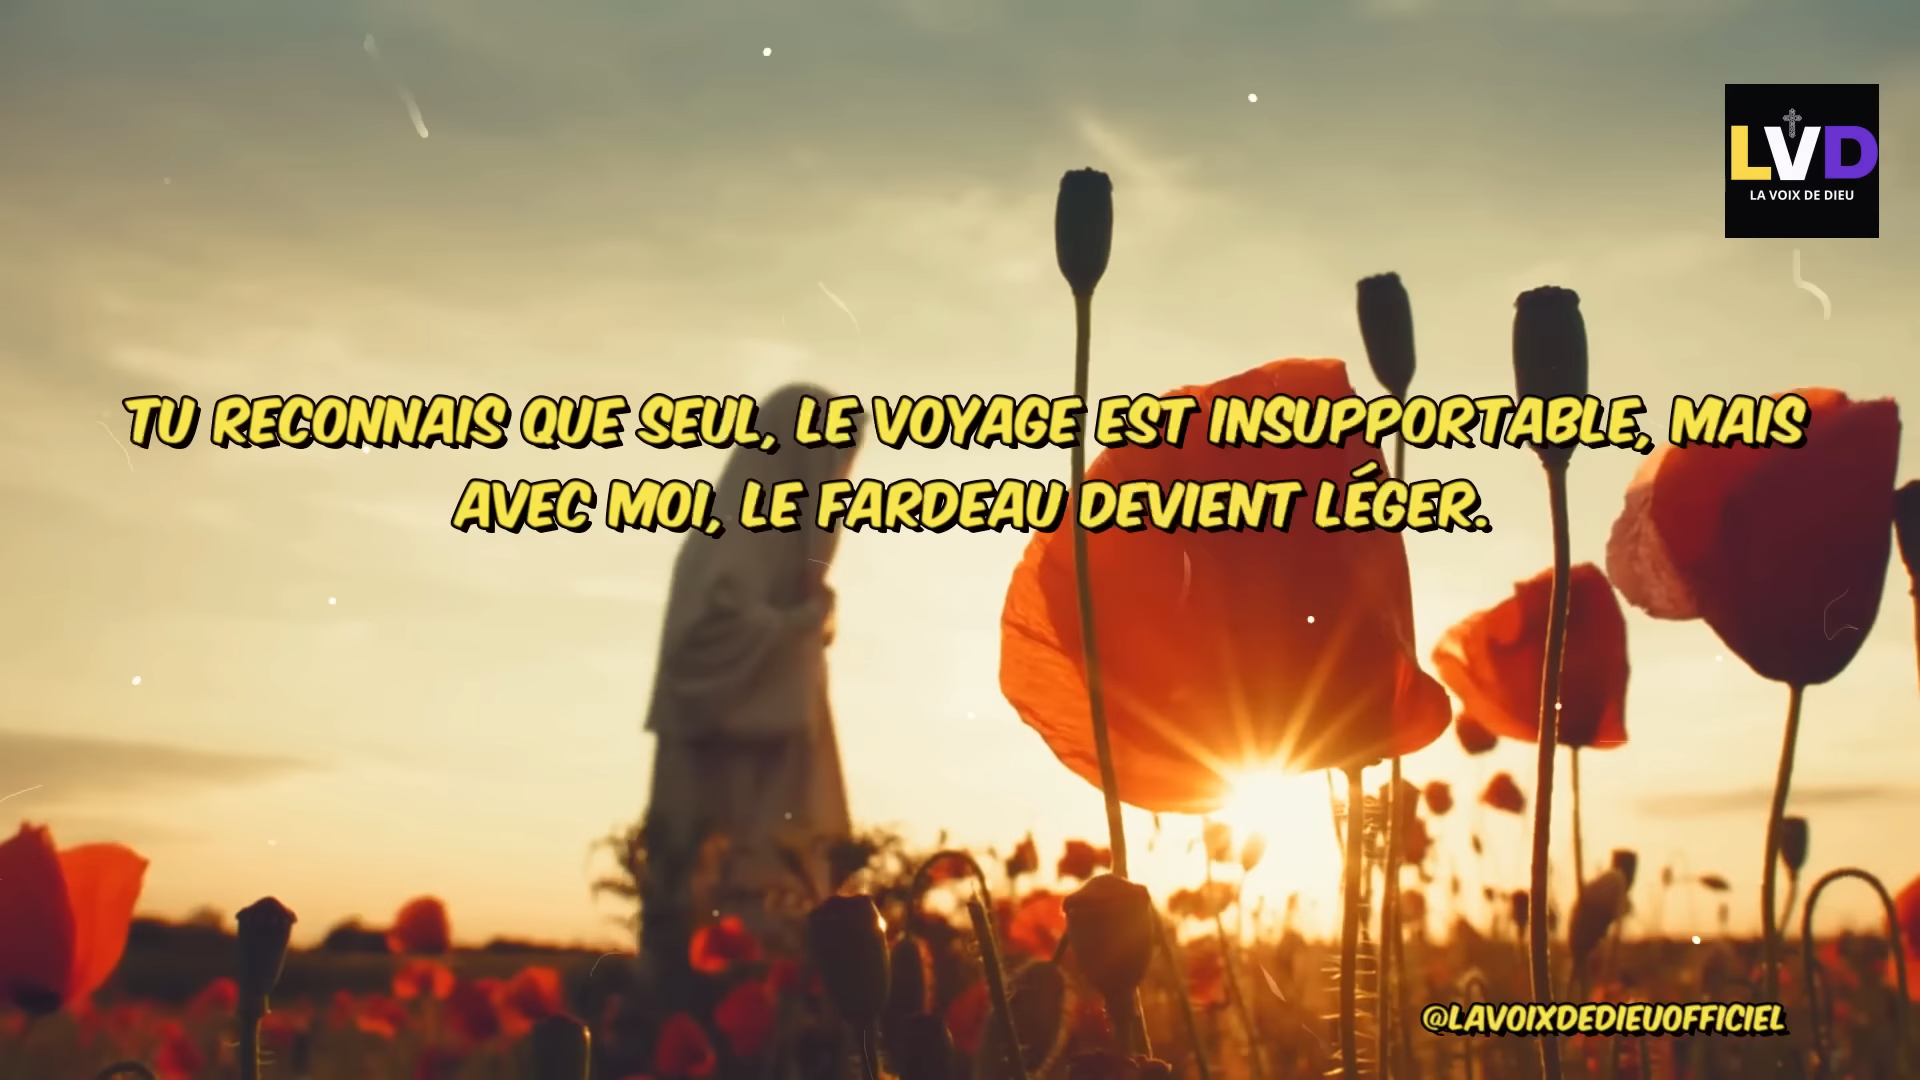 LVD
LA VOIX DE DIEU
TU RECONNAIS QUE SEUL, LE VOYAGE EST INSUPPORTABLE, MAIS
AVEC MOI, LE FARDEAU DEVIENT LÉGER.
@LAVOIXDEDIEUOFFICIEL